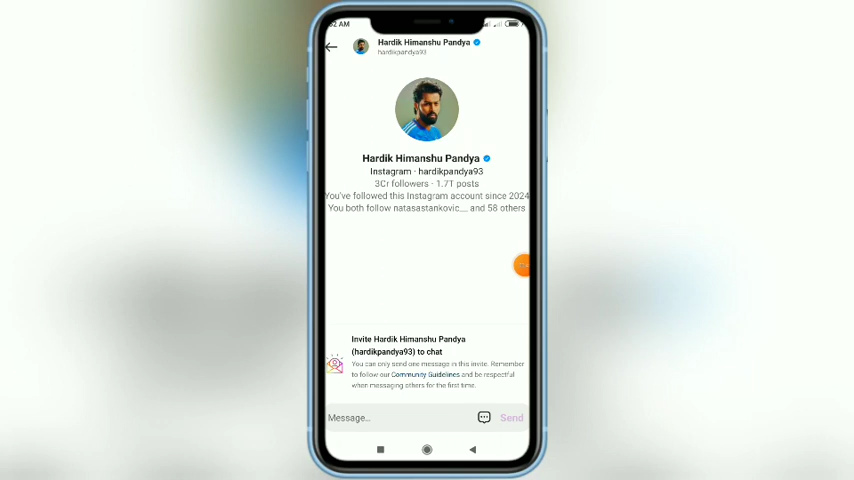 52 AM
Hardik Himanshu Pandya
hardikpandya93
Hardik Himanshu Pandya
Instagram · hardikpandya93
3Cr followers · 1.7T posts
You've followed this Instagram account since 2024
You both follow natasastankovic__ and 58 others
Invite Hardik Himanshu Pandya
(hardikpandya93) to chat
You can only send one message in this invite. Remember
to follow our Community Guidelines and be respectful
when messaging others for the first time.
Message...
Send